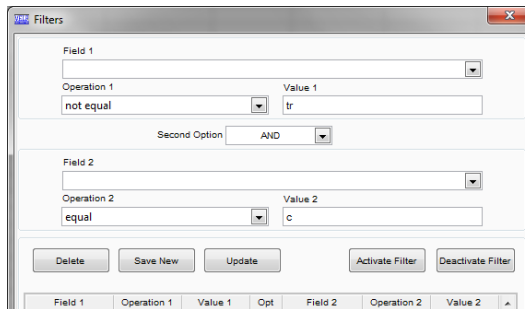 Filters
Field 1
Operation 1 Value 1
not equal tr
Second Option AND
Field 2
Operation 2 Value 2
equal c
Delete Save New Update Activate Filter Deactivate Filter
Field 1 Operation 1 Value 1 Opt Field 2 Operation 2 Value 2